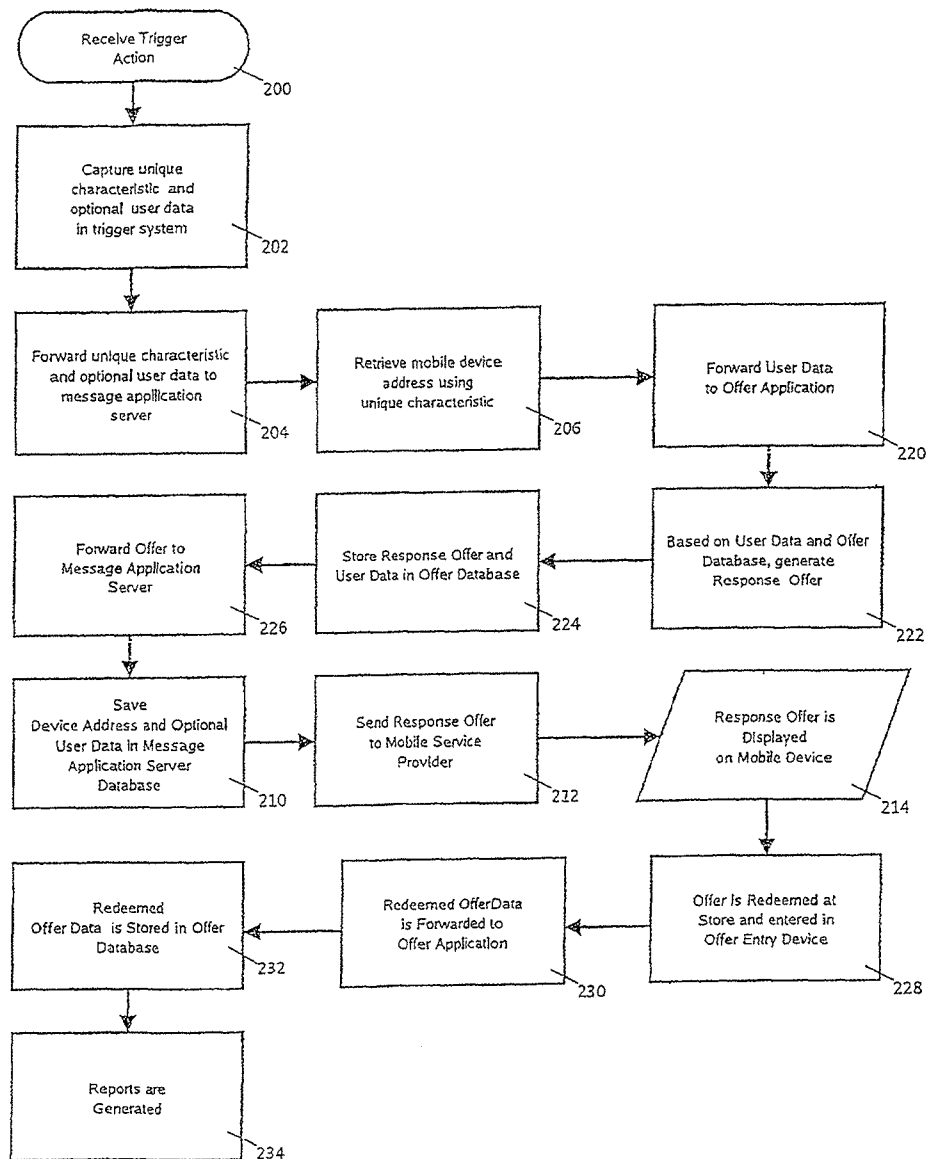 Receive Trigger
Action
200
Capture unique
characteristic and
optional user data
in trigger system
202
Forward unique characteristic
and optional user data to
message application
server
204
Retrieve mobile device
address using
unique characteristic
206
Forward User Data
to Offer Application
220
Based on User Data and Offer
Database, generate
Response Offer
222
Store Response Offer and
User Data in Offer Database
224
Forward Offer to
Message Application
Server
226
Save
Device Address and Optional
User Data in Message
Application Server
Database
210
Send Response Offer
to Mobile Service
Provider
212
Response Offer is
Displayed
on Mobile Device
214
Offer is Redeemed at
Store and entered in
Offer Entry Device
228
Redeemed OfferData
is Forwarded to
Offer Application
230
Redeemed
Offer Data is Stored in Offer
Database
232
Reports are
Generated
234